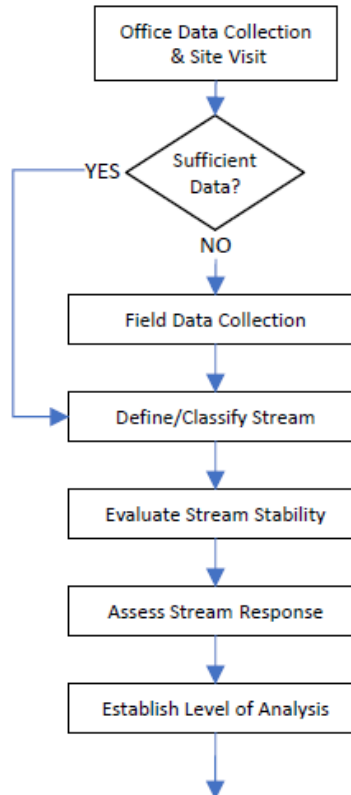 Office Data Collection
& Site Visit
Sufficient
Data?
YES
NO
Field Data Collection
Define/Classify Stream
Evaluate Stream Stability
Assess Stream Response
Establish Level of Analysis